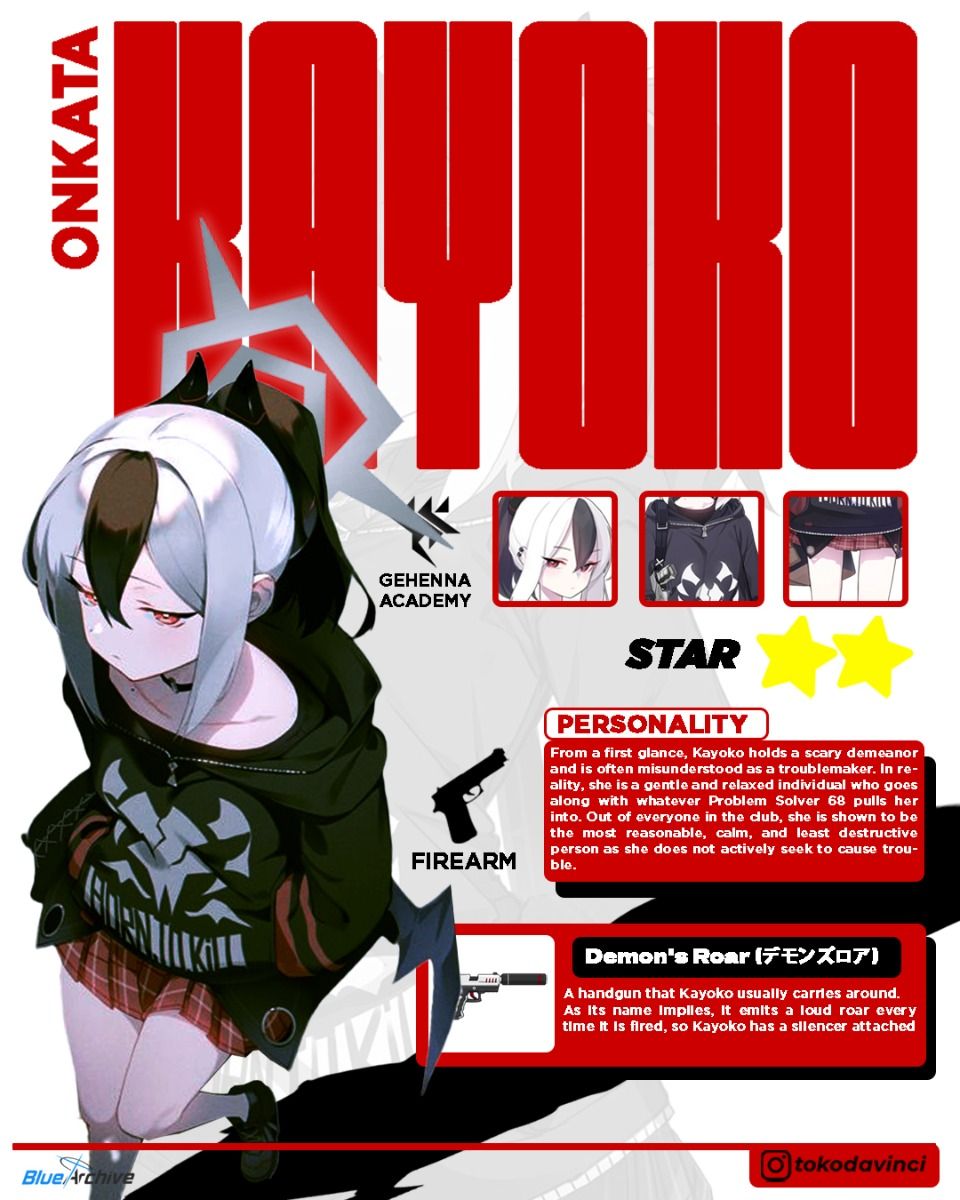 ONKATA
KAYOKO
GEHENNA
ACADEMY
STAR
PERSONALITY
From a first glance, Kayoko holds a scary demeanor
and is often misunderstood as a troublemaker. In re-
ality, she is a gentle and relaxed individual who goes
along with whatever Problem Solver 68 pulls her
into. Out of everyone in the club, she is shown to be
the most reasonable, calm, and least destructive
person as she does not actively seek to cause trou-
ble.
FIREARM
BORN TO KILL
Demon's Roar (デモンズロア)
A handgun that Kayoko usually carries around.
As its name implies, it emits a loud roar every
time it is fired, so Kayoko has a silencer attached
Blue Archive
tokodavinci